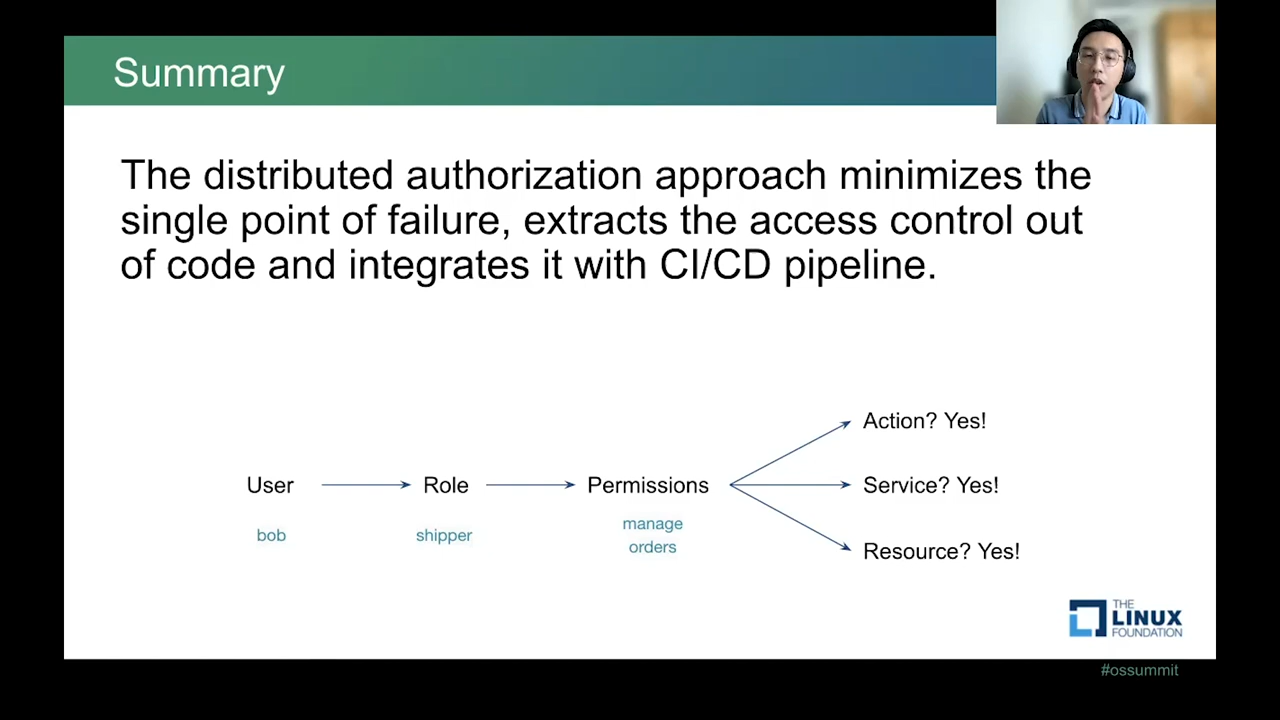 Summary
The distributed authorization approach minimizes the
single point of failure, extracts the access control out
of code and integrates it with CI/CD pipeline.
Action? Yes!
User
Role
Permissions
Service? Yes!
bob
shipper
manage
orders
Resource? Yes!
THE
LINUX
FOUNDATION
#ossummit